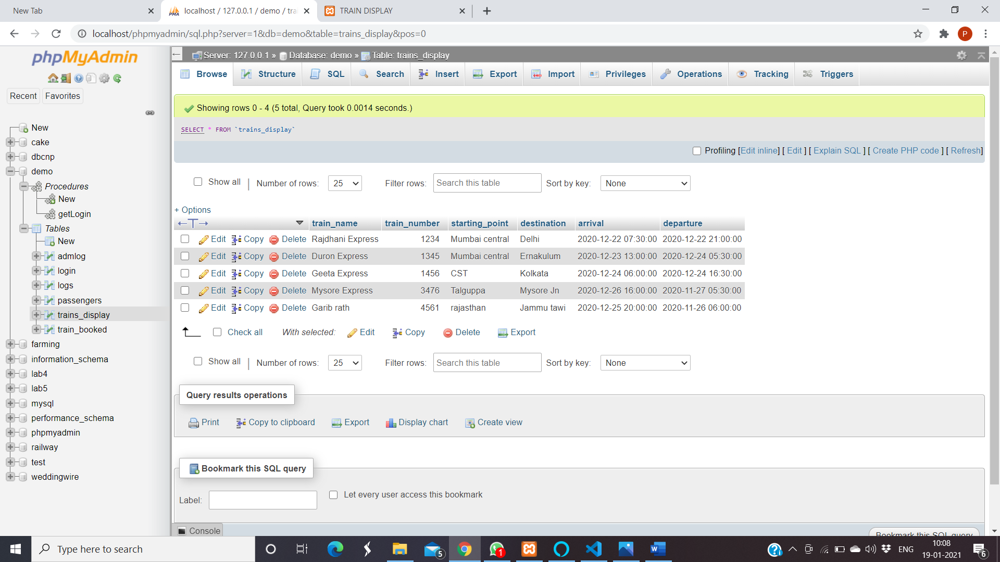 New Tab
localhost / 127.0.0.1 / demo / tra
TRAIN DISPLAY
localhost/phpmyadmin/sql.php?server=1&db=demo&table=trains_display&pos=0
P
phpMyAdmin
Recent Favorites
New
cake
dbcnp
demo
Procedures
New
getLogin
Tables
New
admlog
login
logs
passengers
trains_display
train_booked
farming
information_schema
lab4
lab5
mysql
performance_schema
phpmyadmin
railway
test
weddingwire
Server: 127.0.0.1 » Database: demo » Table: trains_display
Browse Structure SQL Search Insert Export Import Privileges Operations Tracking Triggers
Showing rows 0 - 4 (5 total, Query took 0.0014 seconds.)
SELECT * FROM `trains_display`
Profiling [Edit inline] [ Edit ] [ Explain SQL ] [ Create PHP code ] [ Refresh]
Show all | Number of rows: 25 Filter rows: Search this table Sort by key: None
+ Options
←T→ train_name train_number starting_point destination arrival departure
Edit Copy Delete Rajdhani Express 1234 Mumbai central Delhi 2020-12-22 07:30:00 2020-12-22 21:00:00
Edit Copy Delete Duron Express 1345 Mumbai central Ernakulum 2020-12-23 13:00:00 2020-12-24 05:30:00
Edit Copy Delete Geeta Express 1456 CST Kolkata 2020-12-24 06:00:00 2020-12-24 16:30:00
Edit Copy Delete Mysore Express 3476 Talguppa Mysore Jn 2020-12-26 16:00:00 2020-11-27 05:30:00
Edit Copy Delete Garib rath 4561 rajasthan Jammu tawi 2020-12-25 20:00:00 2020-11-26 06:00:00
Check all With selected: Edit Copy Delete Export
Show all | Number of rows: 25 Filter rows: Search this table Sort by key: None
Query results operations
Print Copy to clipboard Export Display chart Create view
Bookmark this SQL query
Label: Let every user access this bookmark
Console
Bookmark this SQL query
Type here to search
5
1
ENG
10:08
19-01-2021
6